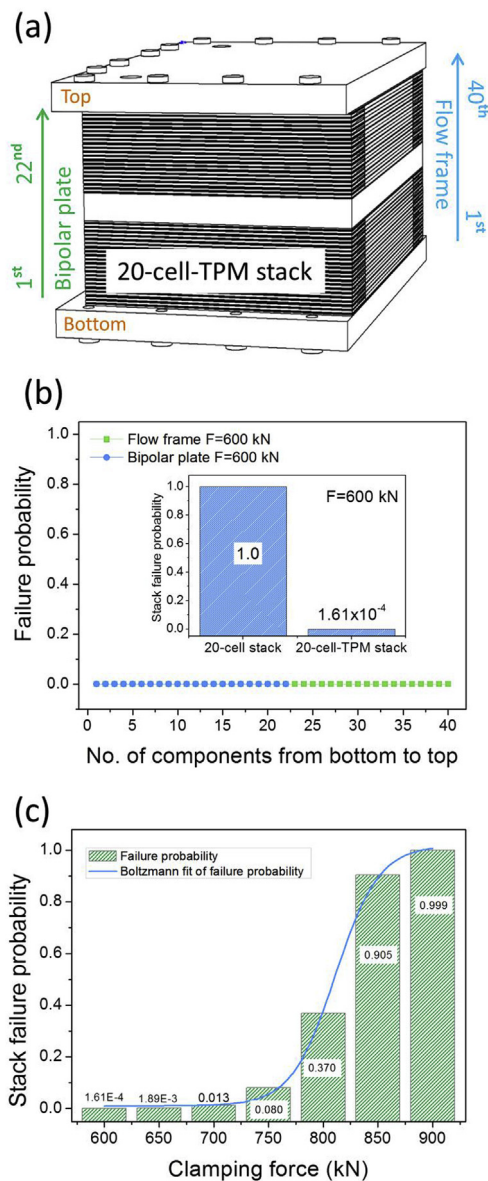 (a)
Top
1st 22nd
Bipolar plate
40th
Flow frame
1st
20-cell-TPM stack
Bottom
(b)
Flow frame F=600 kN
Bipolar plate F=600 kN
Failure probability
1.0
0.8
0.6
0.4
0.2
0.0
Stack failure probability
1.0
0.8
0.6
0.4
0.2
0.0
F=600 kN
1.0
1.61x10-4
20-cell stack 20-cell-TPM stack
0 5 10 15 20 25 30 35 40
No. of components from bottom to top
(c)
Failure probability
Boltzmann fit of failure probability
Stack failure probability
1.0
0.8
0.6
0.4
0.2
0.0
1.61E-4 1.89E-3 0.013 0.080 0.370 0.905 0.999
600 650 700 750 800 850 900
Clamping force (kN)